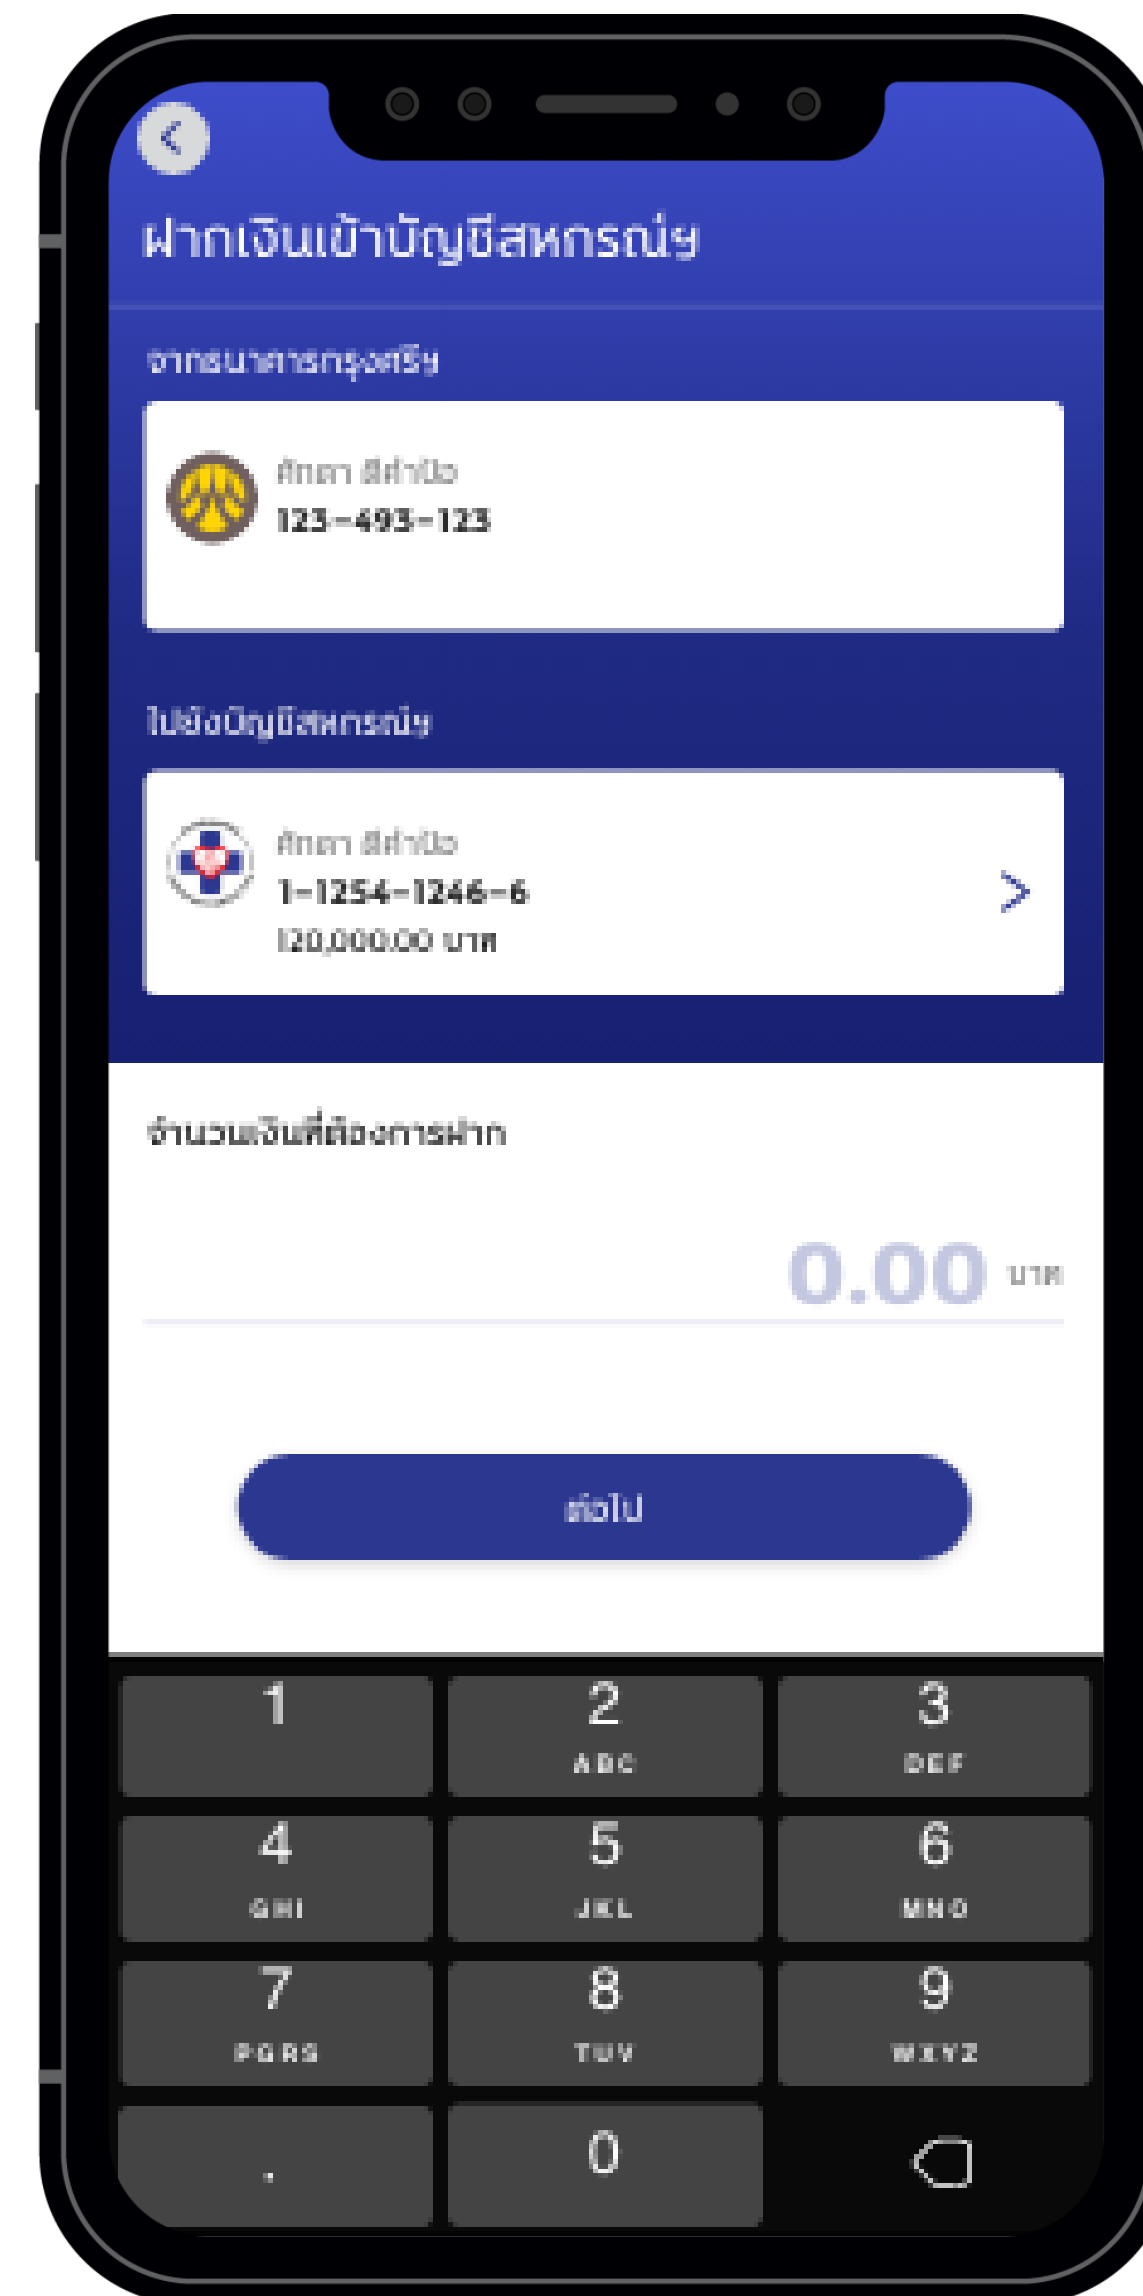 ฝากเงินเข้าบัญชีสหกรณ์ฯ
จากธนาคารกรุงศรีฯ
123-493-123
ไปยังบัญชีสหกรณ์ฯ
1-1254-1246-6
120,000.00 บาท
จำนวนเงินที่ต้องการฝาก
0.00 บาท
ต่อไป
1 2 3
ABC DEF
4 5 6
GHI JKL MNO
7 8 9
PQRS TUV WXYZ
. 0